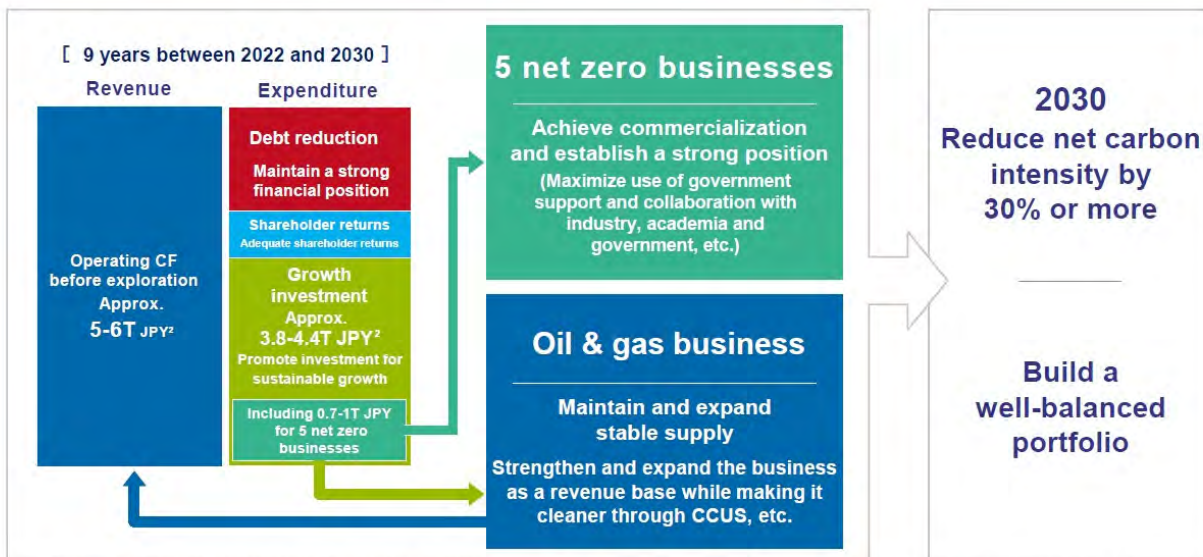 [ 9 years between 2022 and 2030 ]
Revenue
Expenditure
Operating CF
before exploration
Approx.
5-6T JPY²
Debt reduction
Maintain a strong
financial position
Shareholder returns
Adequate shareholder returns
Growth
investment
Approx.
3.8-4.4T JPY²
Promote investment for
sustainable growth
Including 0.7-1T JPY
for 5 net zero
businesses
5 net zero businesses
Achieve commercialization
and establish a strong position
(Maximize use of government
support and collaboration with
industry, academia and
government, etc.)
Oil & gas business
Maintain and expand
stable supply
Strengthen and expand the business
as a revenue base while making it
cleaner through CCUS, etc.
2030
Reduce net carbon
intensity by
30% or more
Build a
well-balanced
portfolio